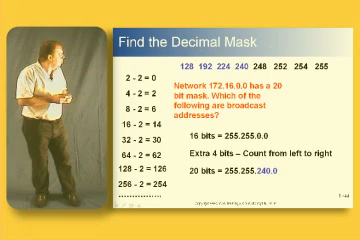 Find the Decimal Mask
128 192 224 240 248 252 254 255
2 - 2 = 0
4 - 2 = 2
8 - 2 = 6
16 - 2 = 14
32 - 2 = 30
64 - 2 = 62
128 - 2 = 126
256 - 2 = 254
Network 172.16.0.0 has a 20
bit mask. Which of the
following are broadcast
addresses?
16 bits = 255.255.0.0
Extra 4 bits – Count from left to right
20 bits = 255.255.240.0